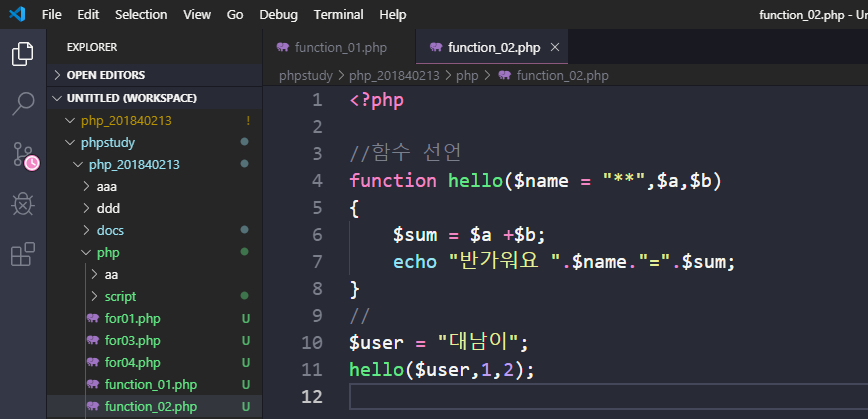 File Edit Selection View Go Debug Terminal Help function_02.php - Un
EXPLORER
OPEN EDITORS
UNTITLED (WORKSPACE)
php_201840213 !
phpstudy
php_201840213
aaa
ddd
docs
php
aa
script
for01.php U
for03.php U
for04.php U
function_01.php U
function_02.php U
function_01.php function_02.php ×
phpstudy > php_201840213 > php > function_02.php
1 <?php
2
3 //함수 선언
4 function hello($name = "**",$a,$b)
5 {
6 $sum = $a +$b;
7 echo "반가워요 ".$name."=".$sum;
8 }
9 //
10 $user = "대남이";
11 hello($user,1,2);
12